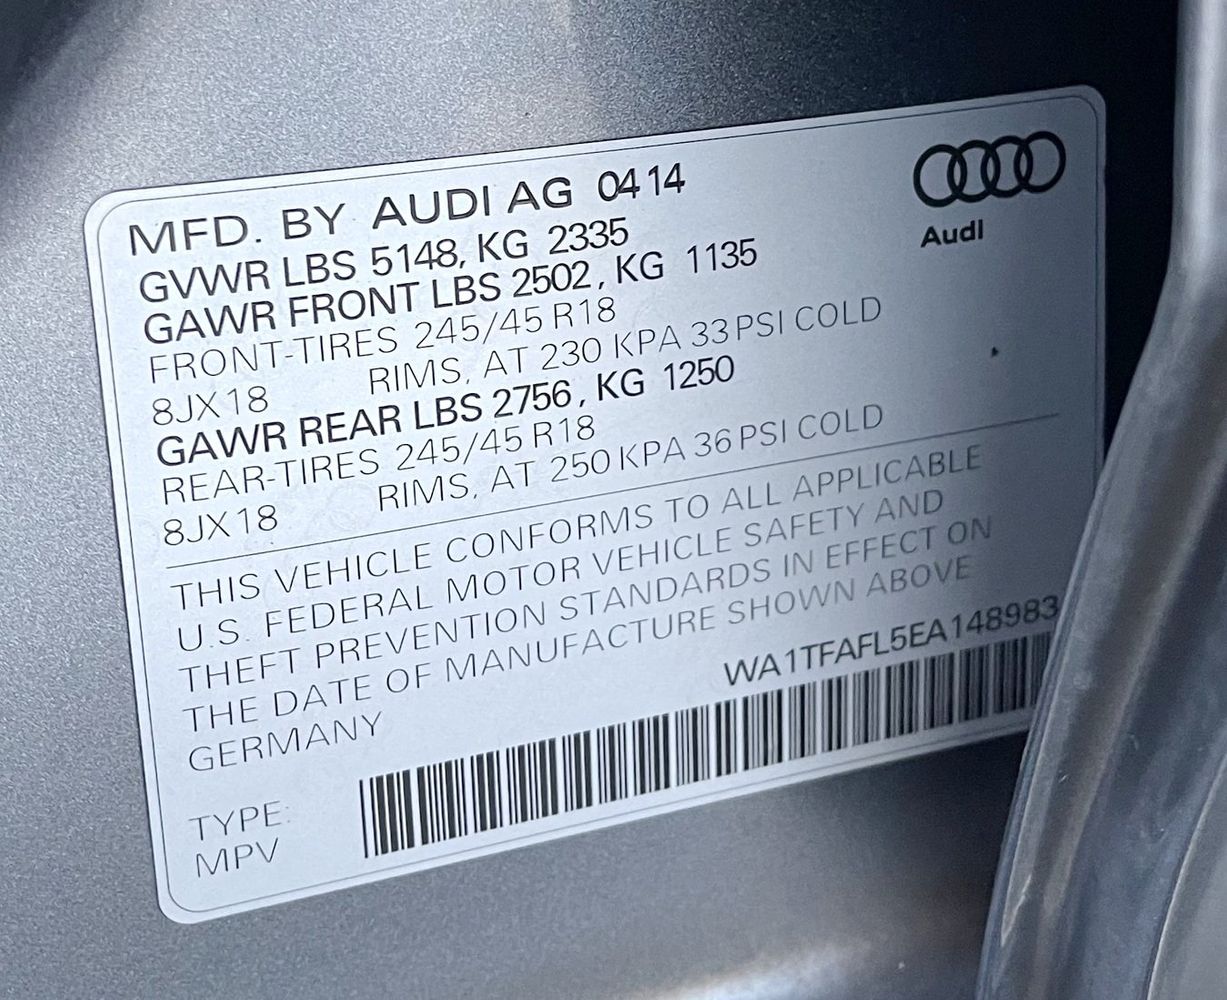 MFD. BY AUDI AG 04 14
GVWR LBS 5148, KG 2335
GAWR FRONT LBS 2502, KG 1135
FRONT-TIRES 245/45 R18
8JX18 RIMS, AT 230 KPA 33 PSI COLD
GAWR REAR LBS 2756, KG 1250
REAR-TIRES 245/45 R18
8JX18 RIMS, AT 250 KPA 36 PSI COLD
Audi
THIS VEHICLE CONFORMS TO ALL APPLICABLE
U.S. FEDERAL MOTOR VEHICLE SAFETY AND
THEFT PREVENTION STANDARDS IN EFFECT ON
THE DATE OF MANUFACTURE SHOWN ABOVE
GERMANY
WA1TFAFL5EA148983
TYPE:
MPV